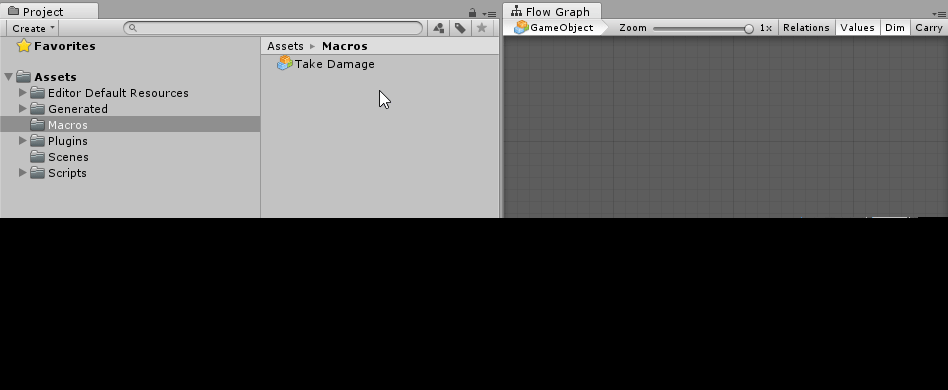 Project
Flow Graph
Create
GameObject
Zoom
1x
Relations
Values
Dim
Carry
Favorites
Assets
Editor Default Resources
Generated
Macros
Plugins
Scenes
Scripts
Assets ▸ Macros
Take Damage